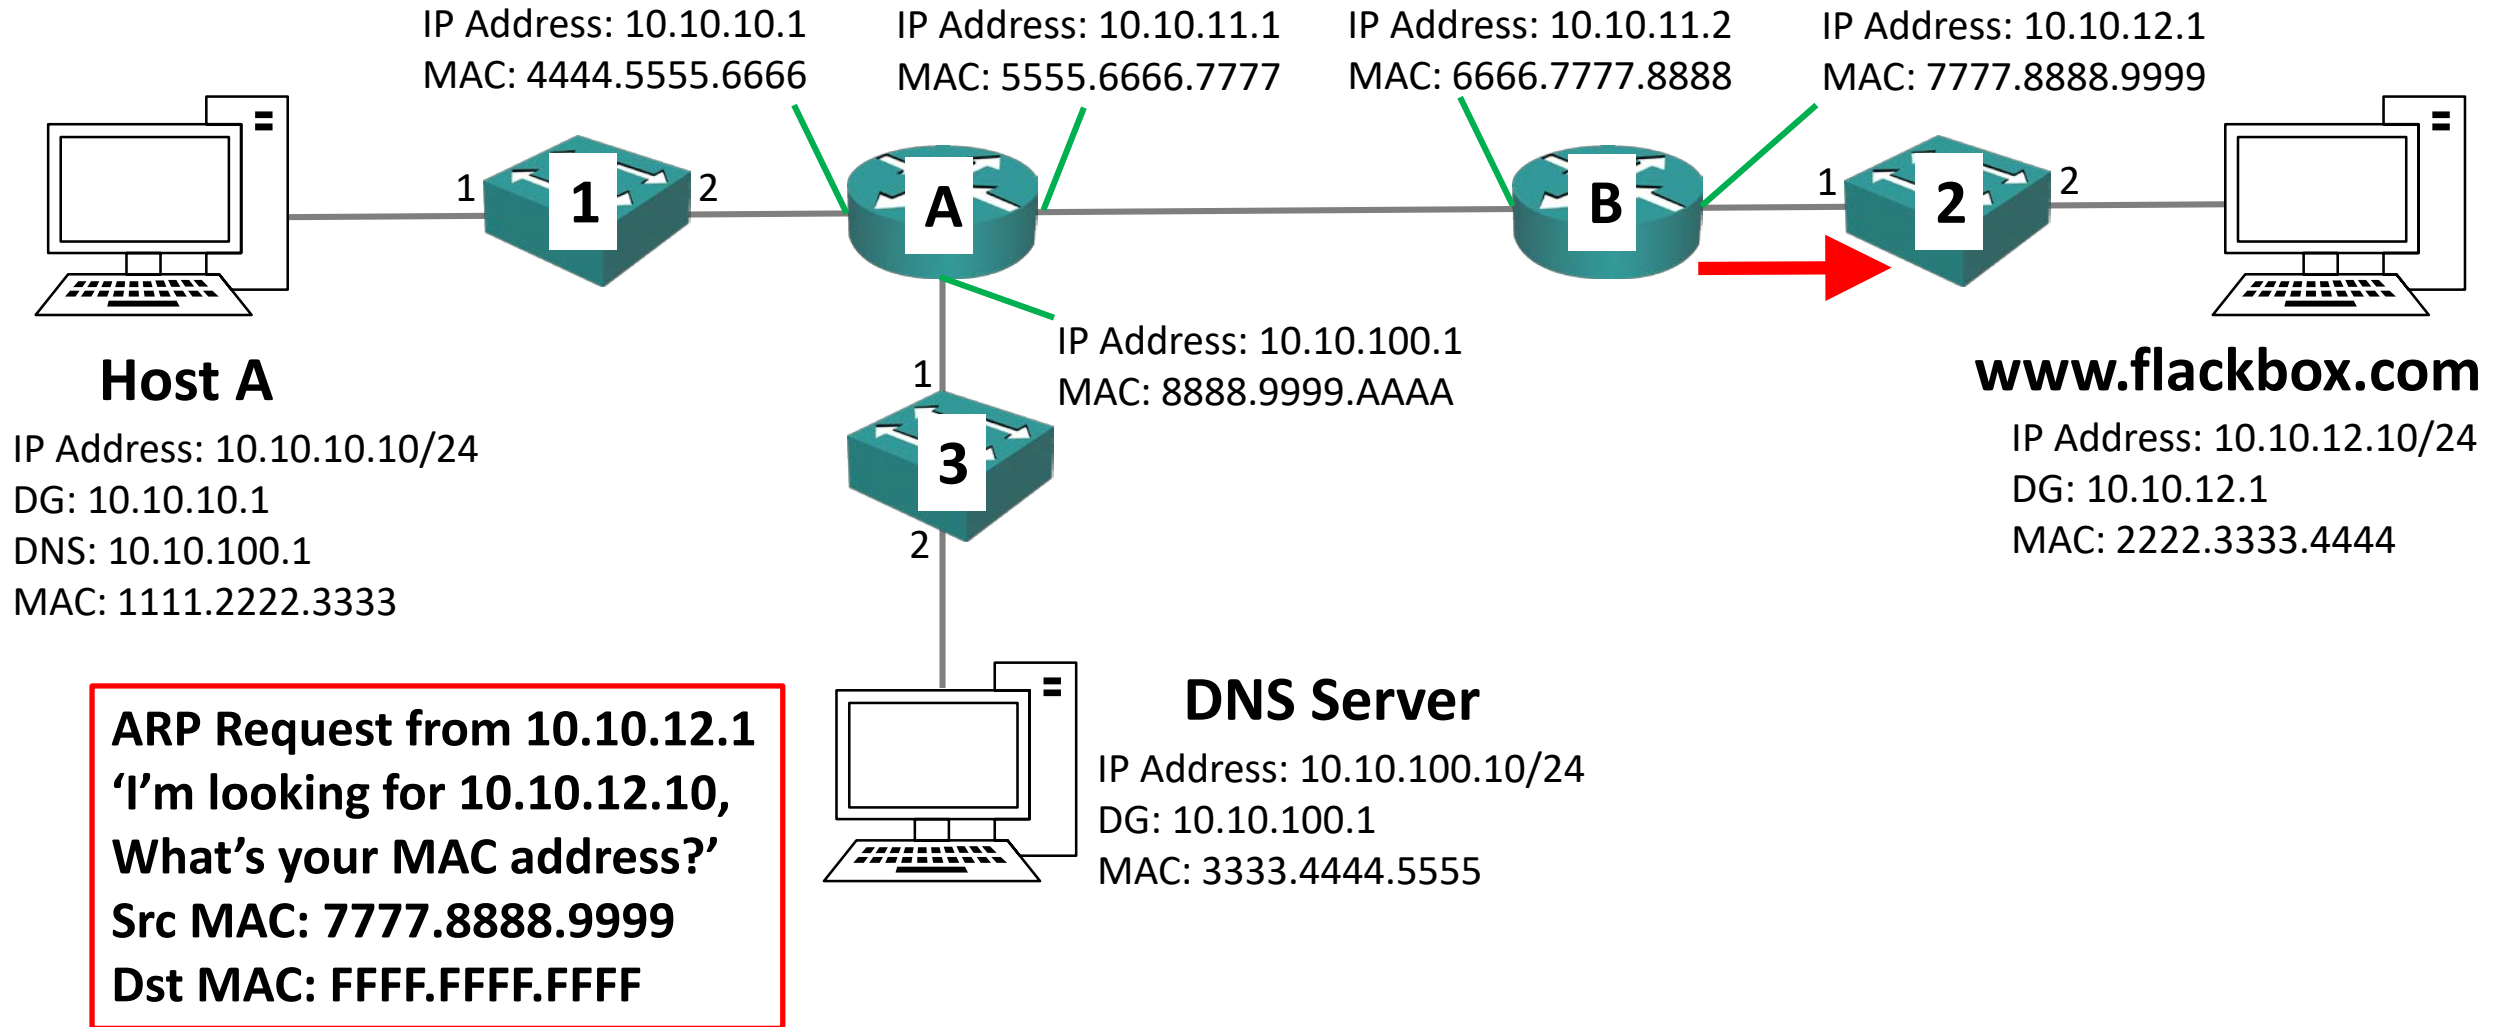 IP Address: 10.10.10.1
MAC: 4444.5555.6666
IP Address: 10.10.11.1
MAC: 5555.6666.7777
IP Address: 10.10.11.2
MAC: 6666.7777.8888
IP Address: 10.10.12.1
MAC: 7777.8888.9999
1
1
2
A
B
1
2
2
IP Address: 10.10.100.1
MAC: 8888.9999.AAAA
1
3
2
Host A
IP Address: 10.10.10.10/24
DG: 10.10.10.1
DNS: 10.10.100.1
MAC: 1111.2222.3333
www.flackbox.com
IP Address: 10.10.12.10/24
DG: 10.10.12.1
MAC: 2222.3333.4444
ARP Request from 10.10.12.1
‘I’m looking for 10.10.12.10,
What’s your MAC address?’
Src MAC: 7777.8888.9999
Dst MAC: FFFF.FFFF.FFFF
DNS Server
IP Address: 10.10.100.10/24
DG: 10.10.100.1
MAC: 3333.4444.5555